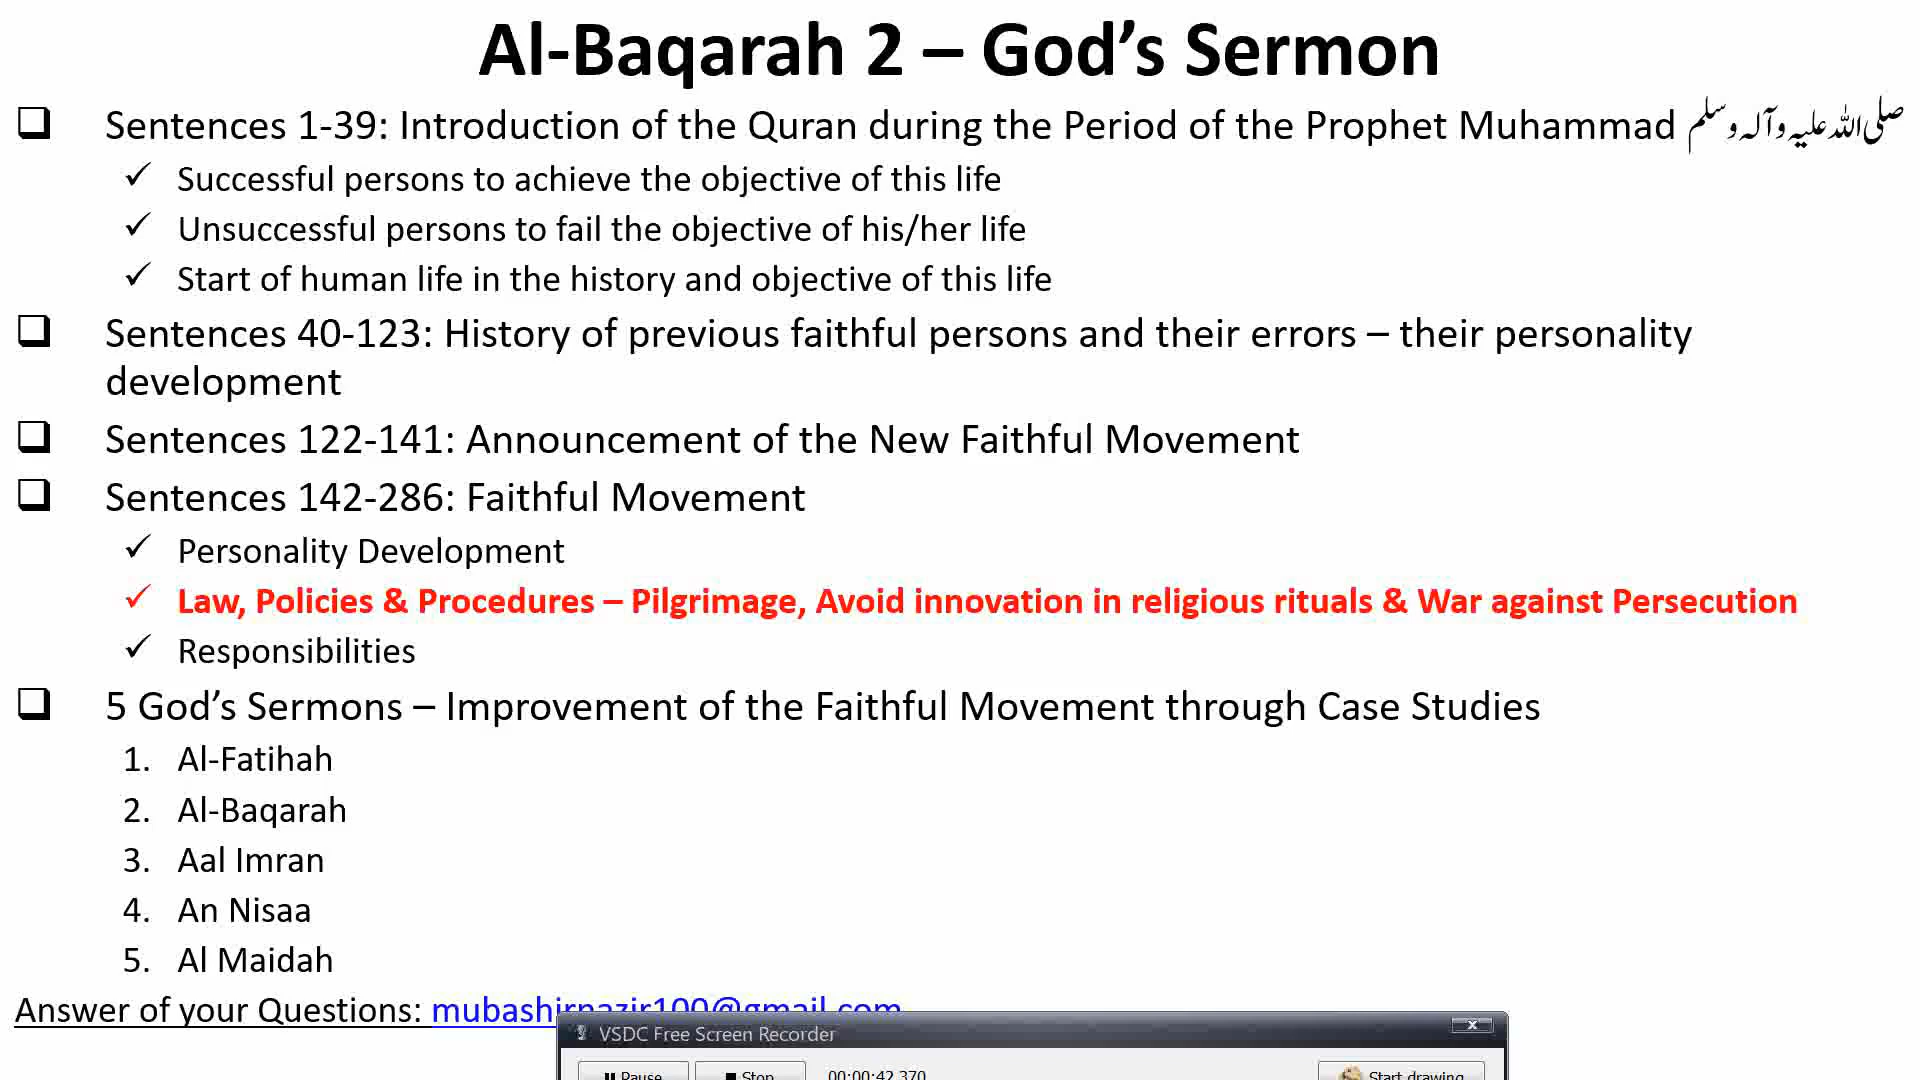 Al-Baqarah 2 – God’s Sermon
❑ Sentences 1-39: Introduction of the Quran during the Period of the Prophet Muhammad صلی اللہ علیہ وآلہ وسلم
✓ Successful persons to achieve the objective of this life
✓ Unsuccessful persons to fail the objective of his/her life
✓ Start of human life in the history and objective of this life
❑ Sentences 40-123: History of previous faithful persons and their errors – their personality
development
❑ Sentences 122-141: Announcement of the New Faithful Movement
❑ Sentences 142-286: Faithful Movement
✓ Personality Development
✓ Law, Policies & Procedures – Pilgrimage, Avoid innovation in religious rituals & War against Persecution
✓ Responsibilities
❑ 5 God’s Sermons – Improvement of the Faithful Movement through Case Studies
1. Al-Fatihah
2. Al-Baqarah
3. Aal Imran
4. An Nisaa
5. Al Maidah
Answer of your Questions: mubashirnazir100@gmail.com
VSDC Free Screen Recorder
Pause Stop 00:00:42.370 Start drawing